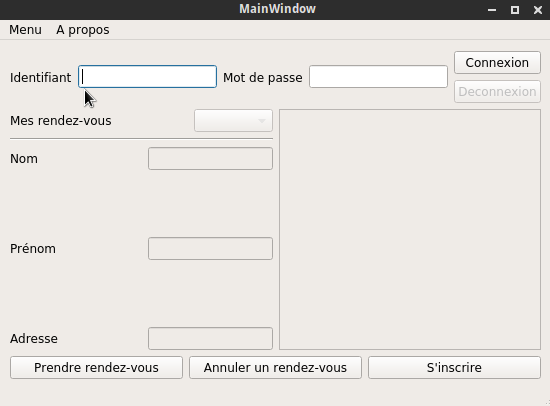 MainWindow
Menu A propos
Identifiant Mot de passe Connexion
Deconnexion
Mes rendez-vous
Nom
Prénom
Adresse
Prendre rendez-vous Annuler un rendez-vous S'inscrire